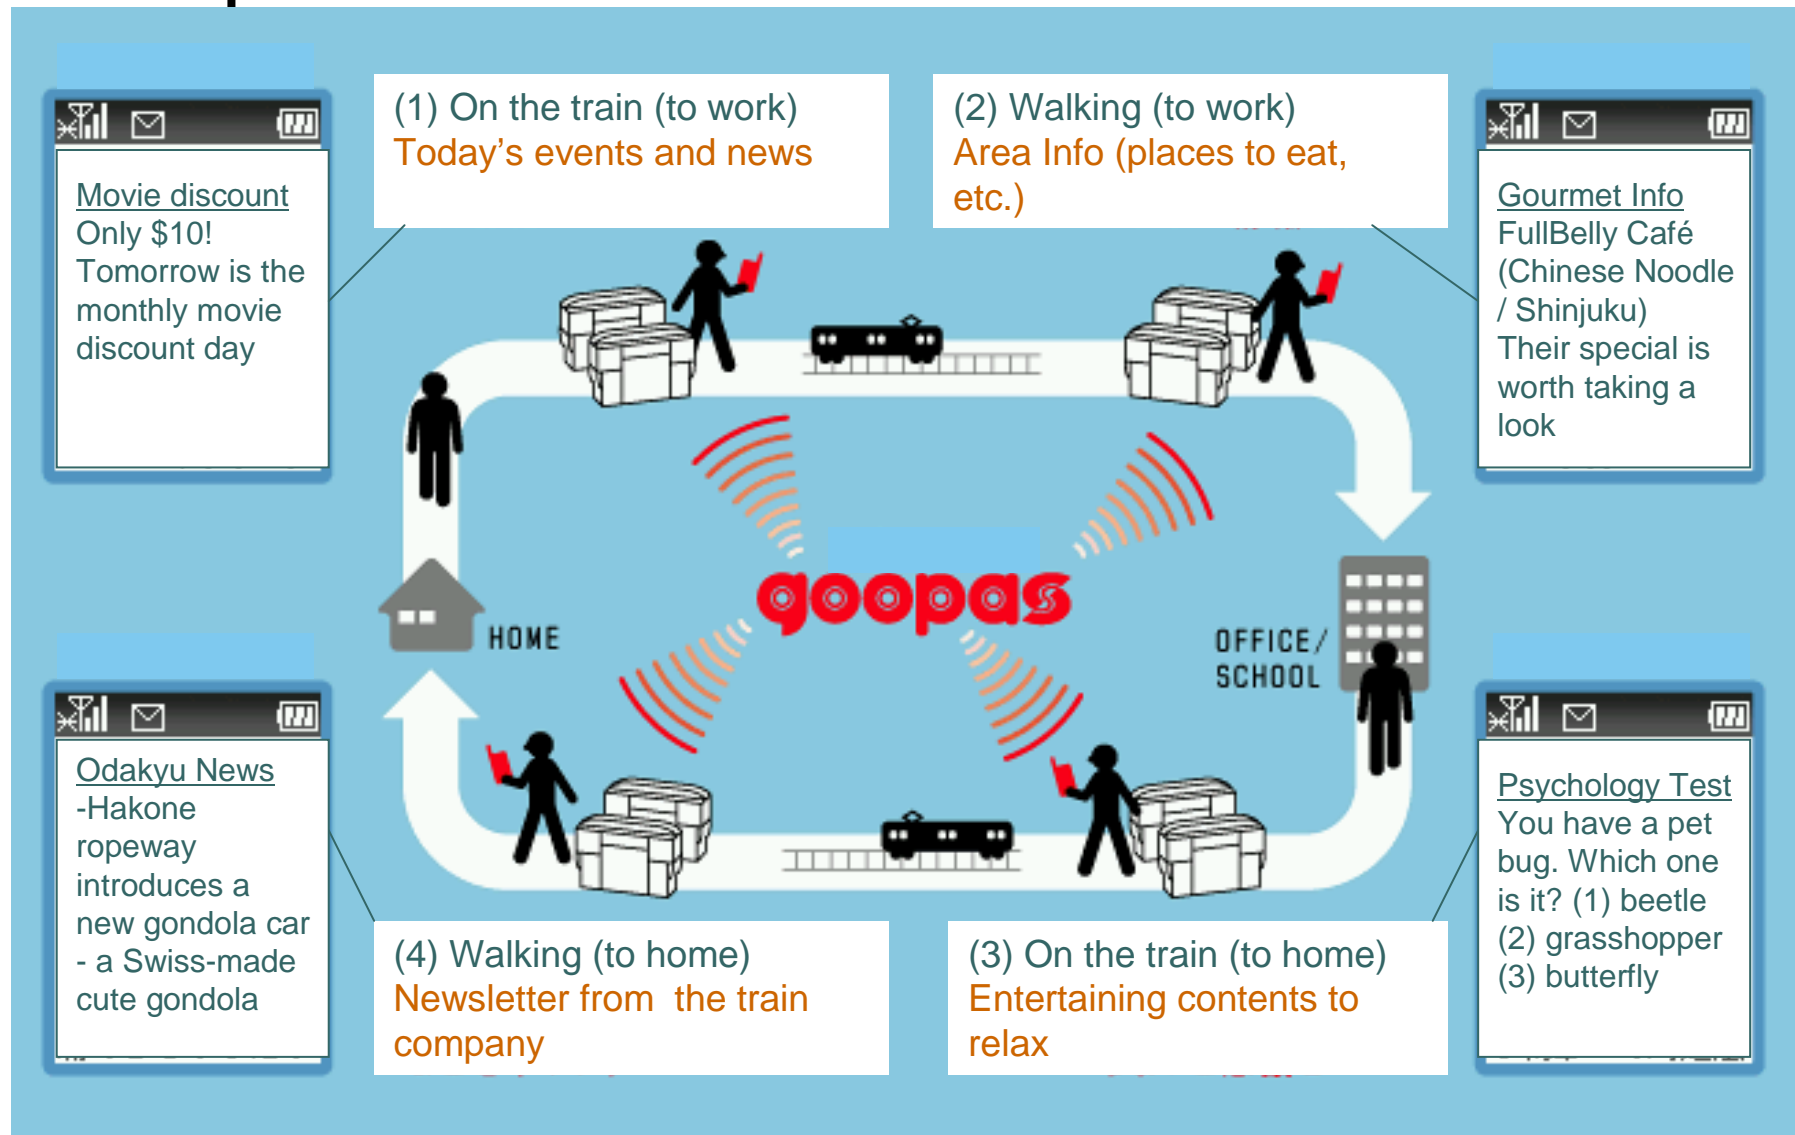 (1) On the train (to work)
Today's events and news
(2) Walking (to work)
Area Info (places to eat,
etc.)
Movie discount
Only $10!
Tomorrow is the
monthly movie
discount day
Gourmet Info
FullBelly Café
(Chinese Noodle
/ Shinjuku)
Their special is
worth taking a
look
goopas
HOME
OFFICE/
SCHOOL
Odakyu News
-Hakone
ropeway
introduces a
new gondola car
- a Swiss-made
cute gondola
Psychology Test
You have a pet
bug. Which one
is it? (1) beetle
(2) grasshopper
(3) butterfly
(4) Walking (to home)
Newsletter from  the train
company
(3) On the train (to home)
Entertaining contents to
relax